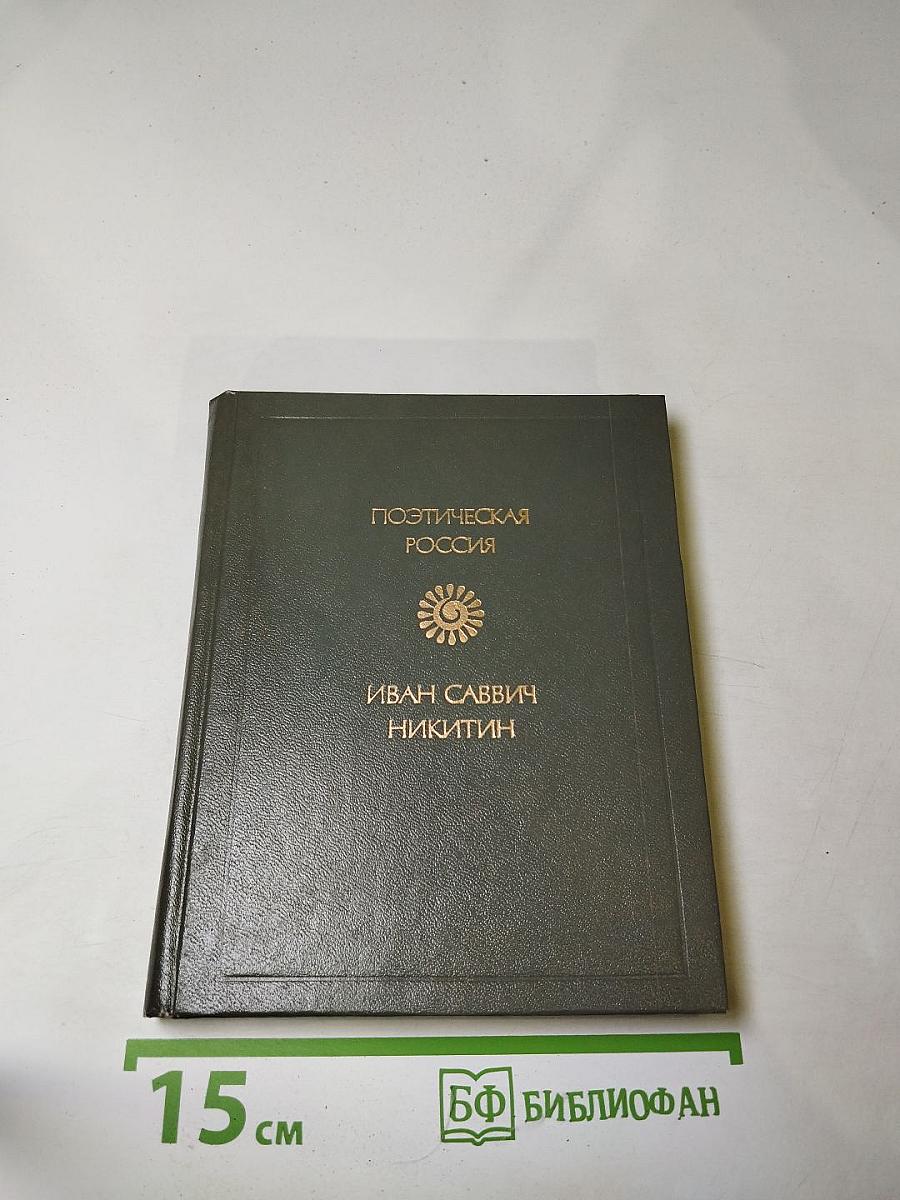 ПОЭТИЧЕСКАЯ
РОССИЯ
ИВАН САВВИЧ
НИКИТИН
15 см
БФ БИБЛИОФАН